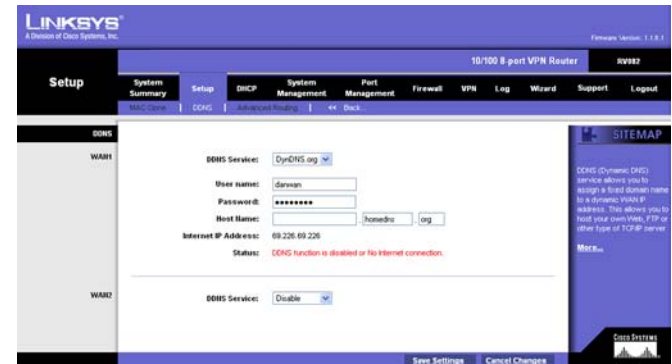 LINKSYS®
A Division of Cisco Systems, Inc.
Firmware Version: 1.1.6.1
10/100 8-port VPN Router
RV082
Setup
System Summary
Setup
DHCP
System Management
Port Management
Firewall
VPN
Log
Wizard
Support
Logout
MAC Clone | DDNS | Advanced Routing | << Back
DDNS
SITEMAP
WAN1
DDNS Service: DynDNS.org
User name: danwan
Password: ••••••••
Host Name: . homedns . org
Internet IP Address: 69.226.69.226
Status: DDNS function is disabled or No Internet connection.
WAN2
DDNS Service: Disable
DDNS (Dynamic DNS)
service allows you to
assign a fixed domain name
to a dynamic WAN IP
address. This allows you to
host your own Web, FTP or
other type of TCP/IP server
More...
Save Settings
Cancel Changes
CISCO SYSTEMS